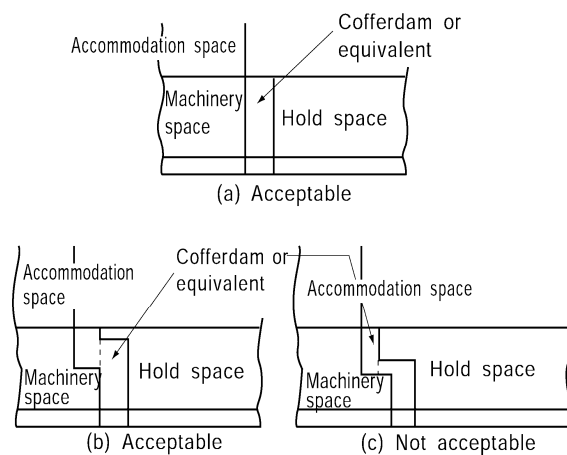 Cofferdam or
equivalent
Accommodation space
Machinery
space
Hold space
(a) Acceptable
Cofferdam or
equivalent
Accommodation
space
Machinery
space
Hold space
(b) Acceptable
Accommodation space
Machinery
space
Hold space
(c) Not acceptable